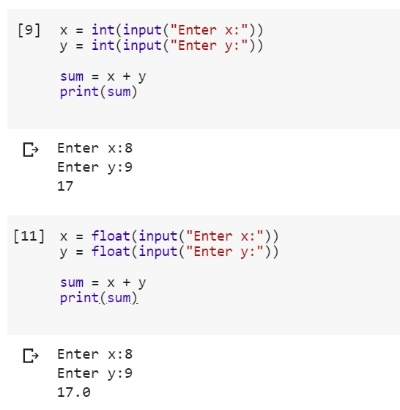 [9] x = int(input("Enter x:"))
y = int(input("Enter y:"))
sum = x + y
print(sum)
Enter x:8
Enter y:9
17
[11] x = float(input("Enter x:"))
y = float(input("Enter y:"))
sum = x + y
print(sum)
Enter x:8
Enter y:9
17.0